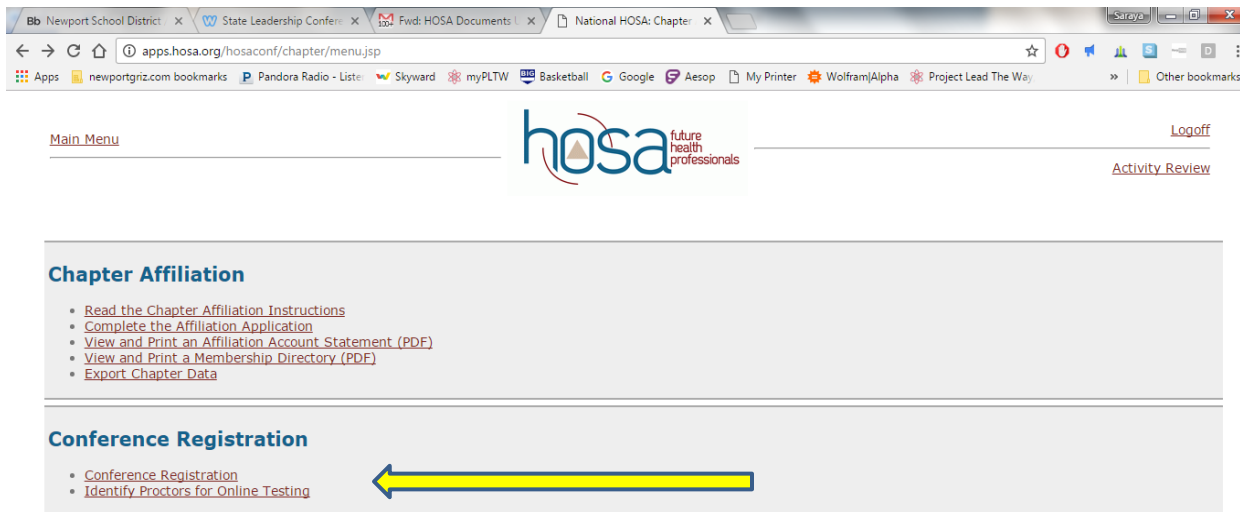 Bb Newport School District
State Leadership Confere
Fwd: HOSA Documents
National HOSA: Chapter
Saraya
apps.hosa.org/hosaconf/chapter/menu.jsp
Apps newportgriz.com bookmarks Pandora Radio - Liste Skyward myPLTW BIG Basketball G Google Aesop My Printer Wolfram|Alpha Project Lead The Way » Other bookmarks
Main Menu
hosa future
health
professionals
Logoff
Activity Review
Chapter Affiliation
• Read the Chapter Affiliation Instructions
• Complete the Affiliation Application
• View and Print an Affiliation Account Statement (PDF)
• View and Print a Membership Directory (PDF)
• Export Chapter Data
Conference Registration
• Conference Registration
• Identify Proctors for Online Testing